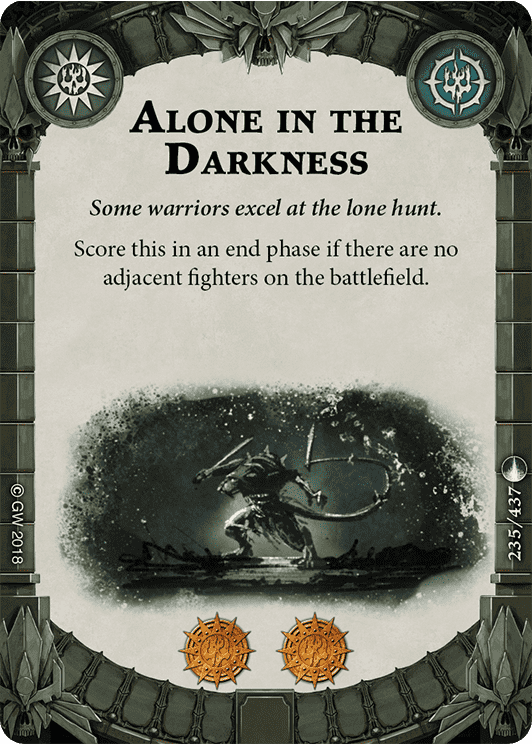 Alone in the
Darkness
Some warriors excel at the lone hunt.
Score this in an end phase if there are no
adjacent fighters on the battlefield.
© GW 2018
235/437